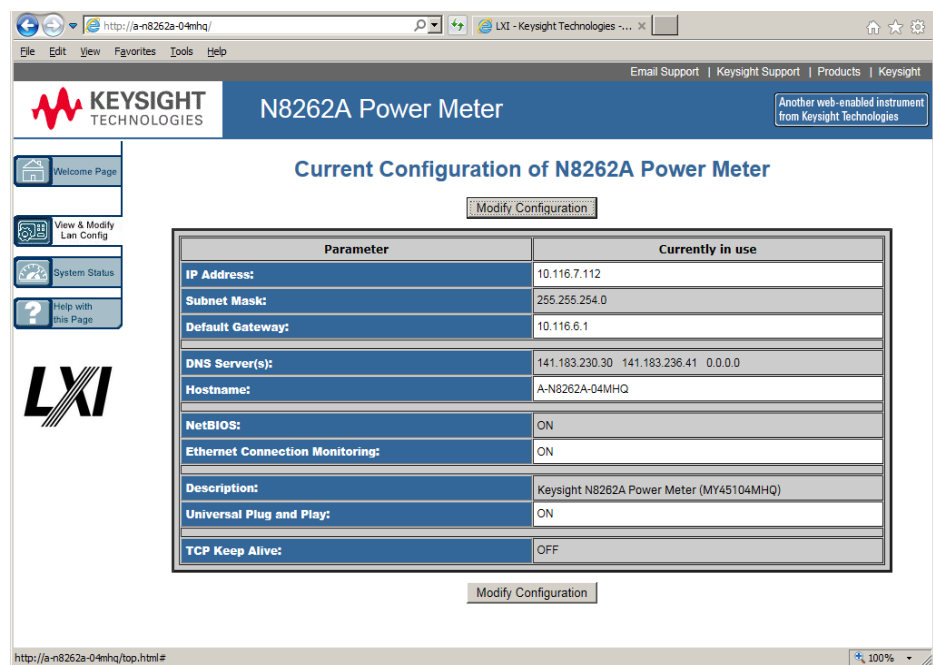 http://a-n8262a-04mhq/
LXI - Keysight Technologies -...
File Edit View Favorites Tools Help
Email Support | Keysight Support | Products | Keysight
KEYSIGHT
TECHNOLOGIES
N8262A Power Meter
Another web-enabled instrument
from Keysight Technologies
Welcome Page
View & Modify
Lan Config
System Status
Help with
this Page
LXI
Current Configuration of N8262A Power Meter
Modify Configuration
Parameter Currently in use
IP Address: 10.116.7.112
Subnet Mask: 255.255.254.0
Default Gateway: 10.116.6.1
DNS Server(s): 141.183.230.30 141.183.236.41 0.0.0.0
Hostname: A-N8262A-04MHQ
NetBIOS: ON
Ethernet Connection Monitoring: ON
Description: Keysight N8262A Power Meter (MY45104MHQ)
Universal Plug and Play: ON
TCP Keep Alive: OFF
Modify Configuration
http://a-n8262a-04mhq/top.html#
100%